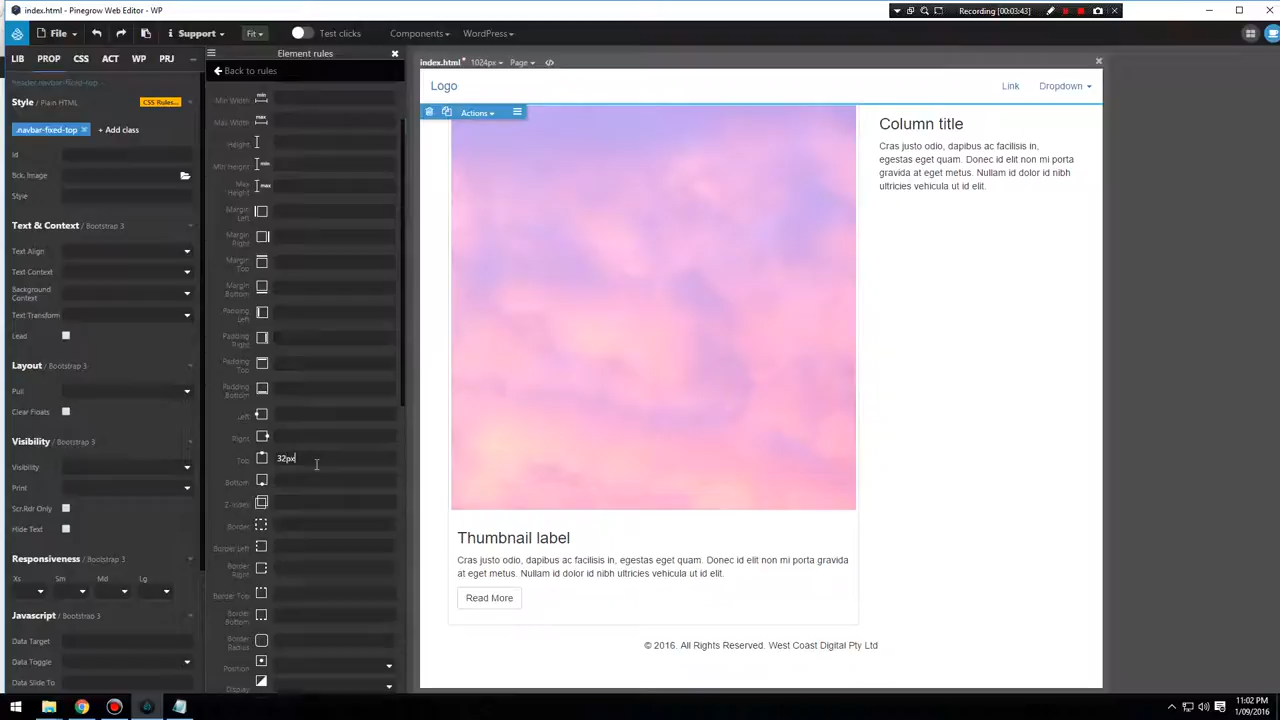 index.html - Pinegrow Web Editor - WP
Recording [00:03:43]
File
Support
Fit
Test clicks
Components
WordPress
LIB PROP CSS ACT WP PRJ
header.navbar-fixed-top
Style / Plain HTML
CSS Rules...
.navbar-fixed-top
+ Add class
Id
Bck. Image
Style
Text & Context / Bootstrap 3
Text Align
Text Context
Background
Context
Text Transform
Lead
Layout / Bootstrap 3
Pull
Clear Floats
Visibility / Bootstrap 3
Visibility
Print
Scr.Rdr Only
Hide Text
Responsiveness / Bootstrap 3
Xs Sm Md Lg
Javascript / Bootstrap 3
Data Target
Data Toggle
Data Slide To
Element rules
Back to rules
Min Width
min
Max Width
max
Height
Min Height
min
Max
Height
max
Margin
Left
Margin
Right
Margin
Top
Margin
Bottom
Padding
Left
Padding
Right
Padding
Top
Padding
Bottom
Left
Right
Top
32px
Bottom
Z-Index
Border
Border Left
Border
Right
Border Top
Border
Bottom
Border
Radius
Position
Display
index.html* 1024px Page
Logo
Link
Dropdown
Actions
Column title
Cras justo odio, dapibus ac facilisis in,
egestas eget quam. Donec id elit non mi porta
gravida at eget metus. Nullam id dolor id nibh
ultricies vehicula ut id elit.
Thumbnail label
Cras justo odio, dapibus ac facilisis in, egestas eget quam. Donec id elit non mi porta gravida
at eget metus. Nullam id dolor id nibh ultricies vehicula ut id elit.
Read More
© 2016. All Rights Reserved. West Coast Digital Pty Ltd
11:02 PM
1/09/2016